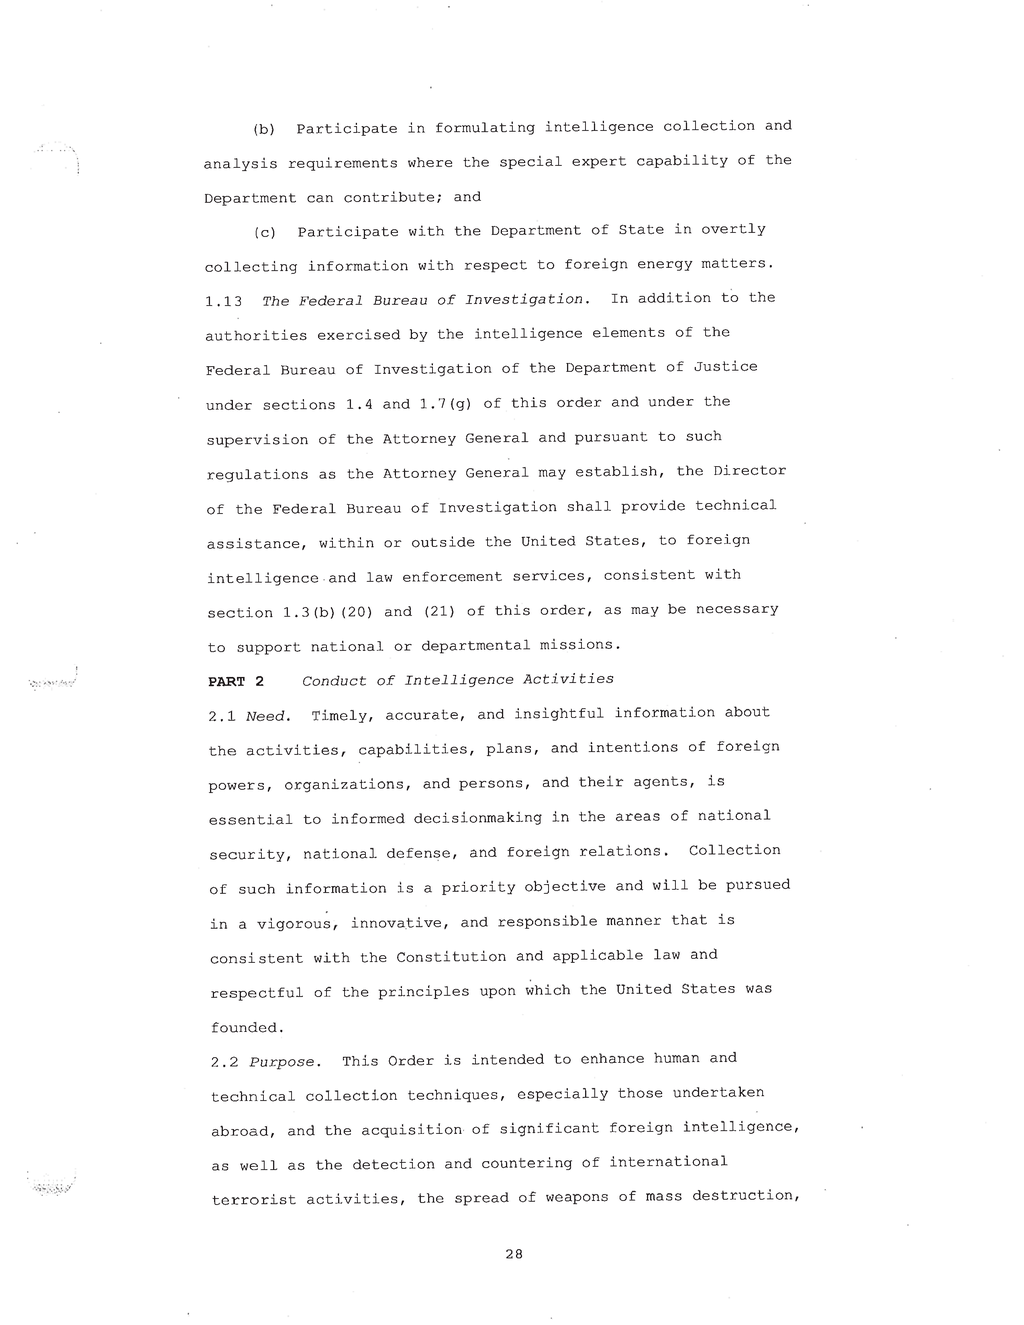 (b) Participate in formulating intelligence collection and
analysis requirements where the special expert capability of the
Department can contribute; and
(c) Participate with the Department of State in overtly
collecting information with respect to foreign energy matters.
1.13 The Federal Bureau of Investigation. In addition to the
authorities exercised by the intelligence elements of the
Federal Bureau of Investigation of the Department of Justice
under sections 1.4 and 1.7(g) of this order and under the
supervision of the Attorney General and pursuant to such
regulations as the Attorney General may establish, the Director
of the Federal Bureau of Investigation shall provide technical
assistance, within or outside the United States, to foreign
intelligence and law enforcement services, consistent with
section 1.3(b)(20) and (21) of this order, as may be necessary
to support national or departmental missions.
PART 2 Conduct of Intelligence Activities
2.1 Need. Timely, accurate, and insightful information about
the activities, capabilities, plans, and intentions of foreign
powers, organizations, and persons, and their agents, is
essential to informed decisionmaking in the areas of national
security, national defense, and foreign relations. Collection
of such information is a priority objective and will be pursued
in a vigorous, innovative, and responsible manner that is
consistent with the Constitution and applicable law and
respectful of the principles upon which the United States was
founded.
2.2 Purpose. This Order is intended to enhance human and
technical collection techniques, especially those undertaken
abroad, and the acquisition of significant foreign intelligence,
as well as the detection and countering of international
terrorist activities, the spread of weapons of mass destruction,
28